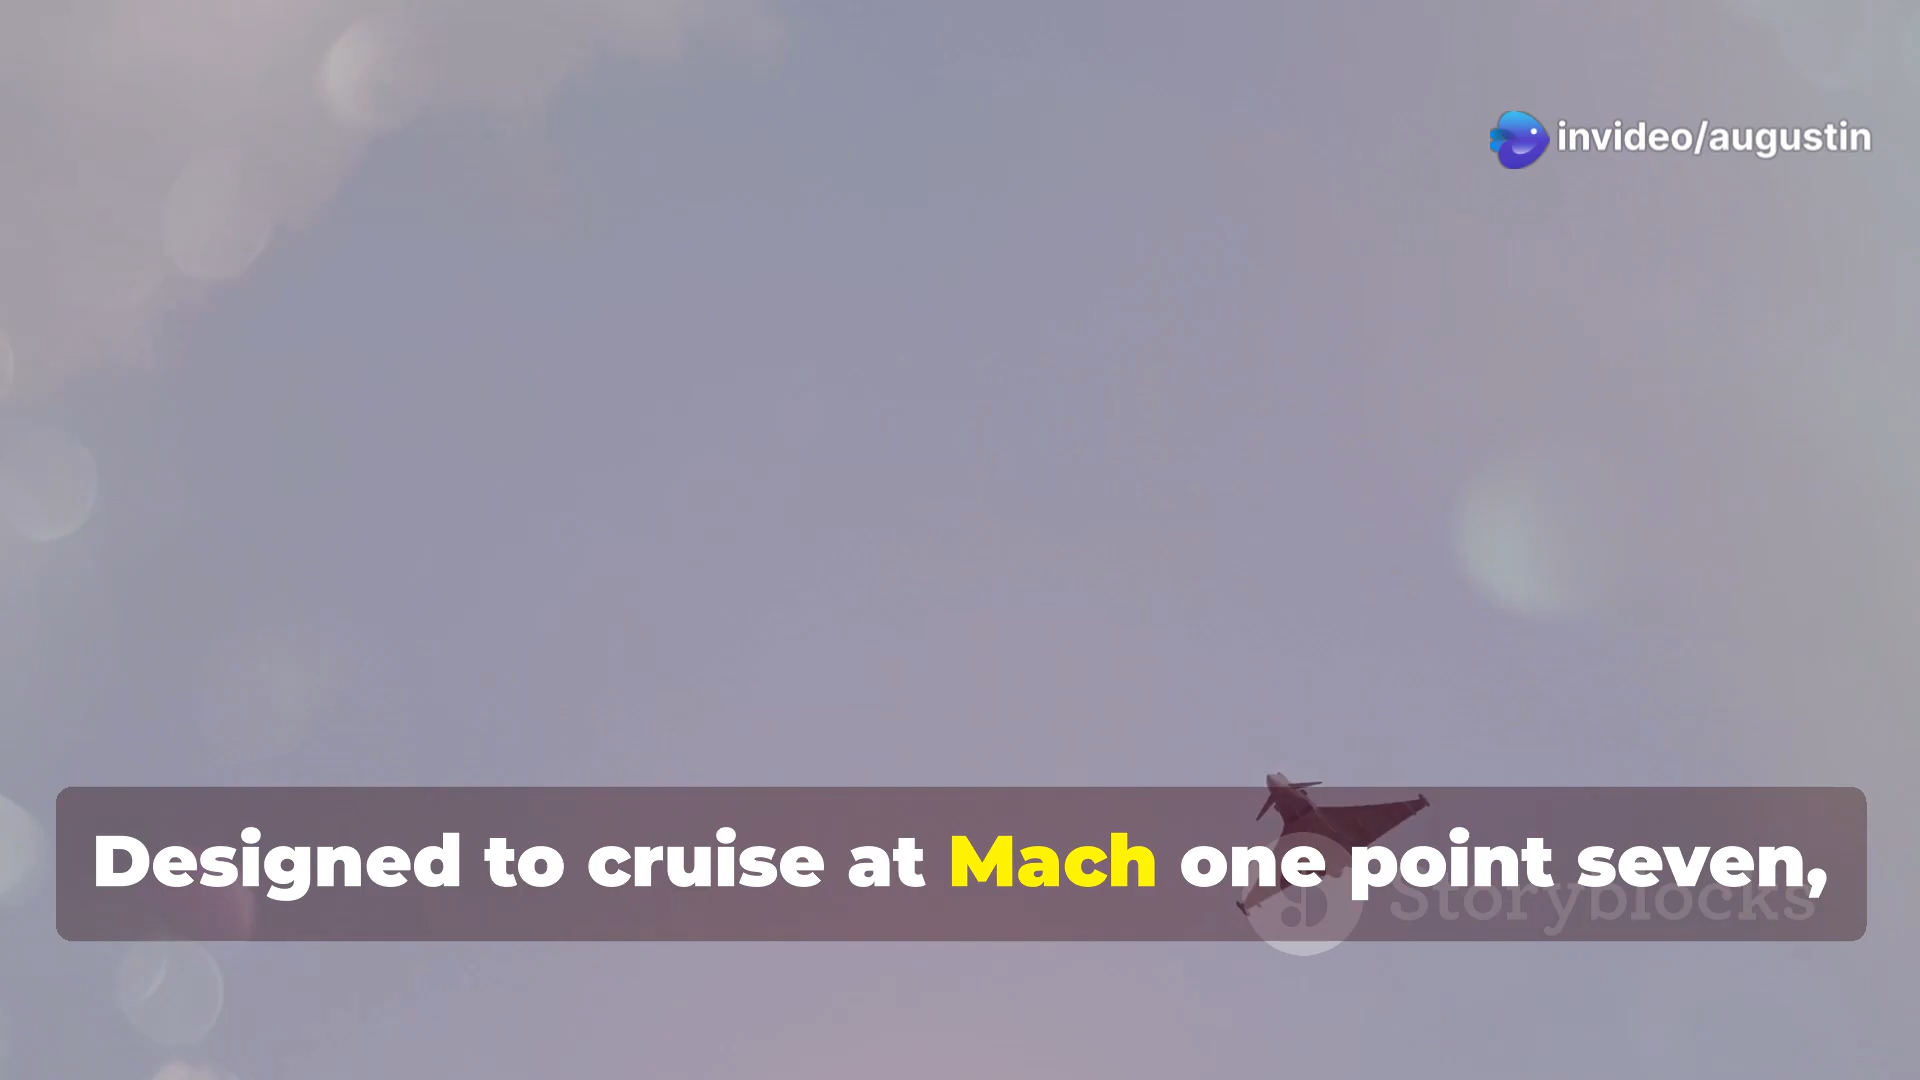 invideo/augustin
Designed to cruise at Mach one point seven,
Storyblocks